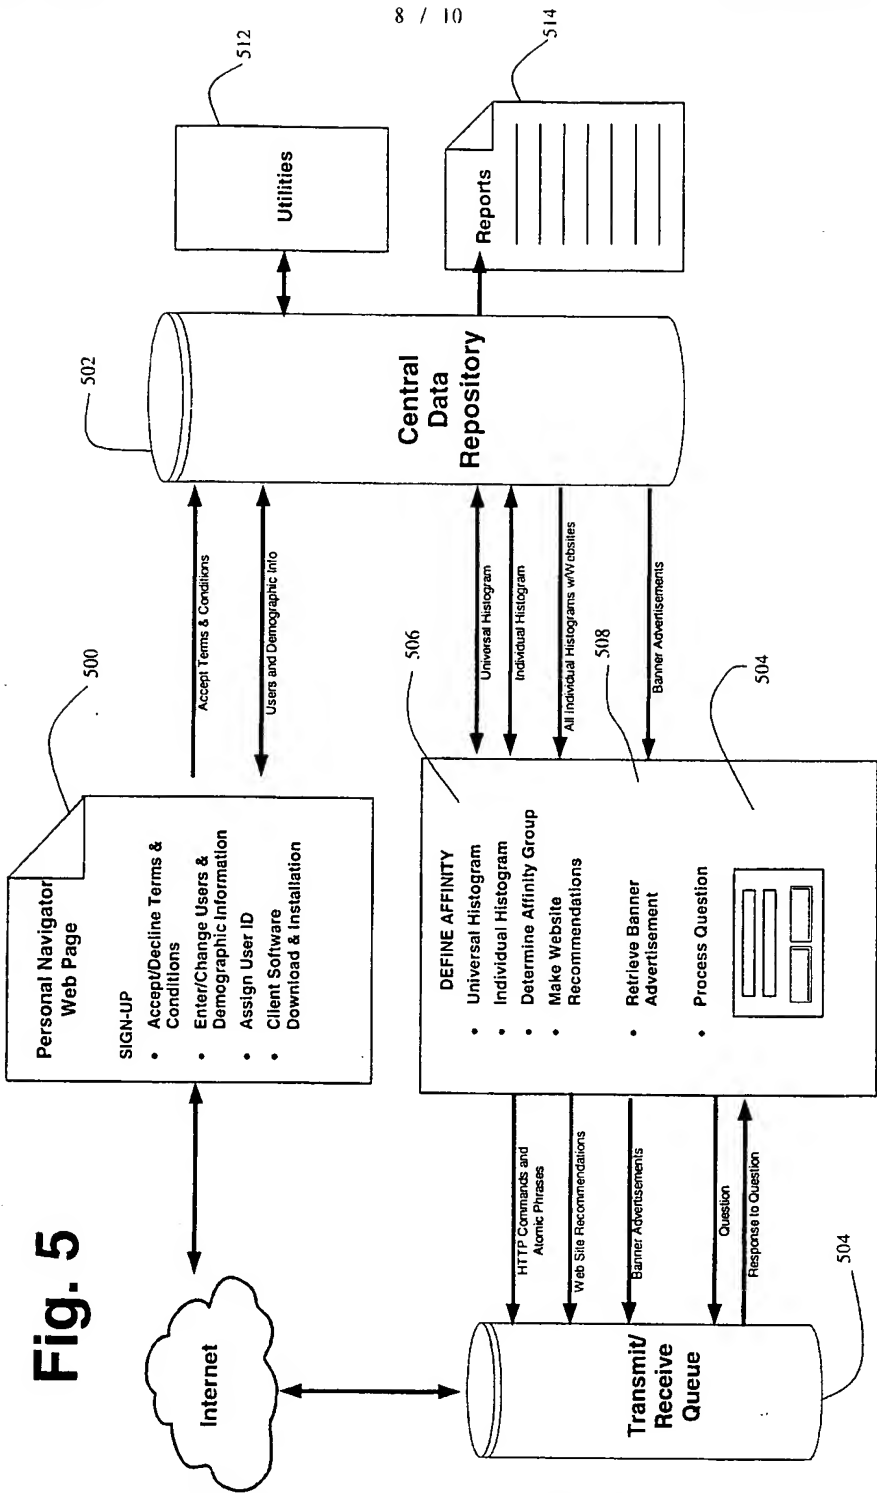 8 / 10
Fig. 5
Internet
Personal Navigator
Web Page
SIGN-UP
• Accept/Decline Terms &
Conditions
• Enter/Change Users &
Demographic Information
• Assign User ID
• Client Software
Download & Installation
500
Accept Terms & Conditions
Users and Demographic Info
502
Central
Data
Repository
Utilities
512
Reports
514
Transmit/
Receive
Queue
504
HTTP Commands and
Atomic Phrases
Web Site Recommendations
Banner Advertisements
Question
Response to Question
DEFINE AFFINITY
• Universal Histogram
• Individual Histogram
• Determine Affinity Group
• Make Website
Recommendations
• Retrieve Banner
Advertisement
• Process Question
506
508
504
Universal Histogram
Individual Histogram
All Individual Histograms w/Websites
Banner Advertisements